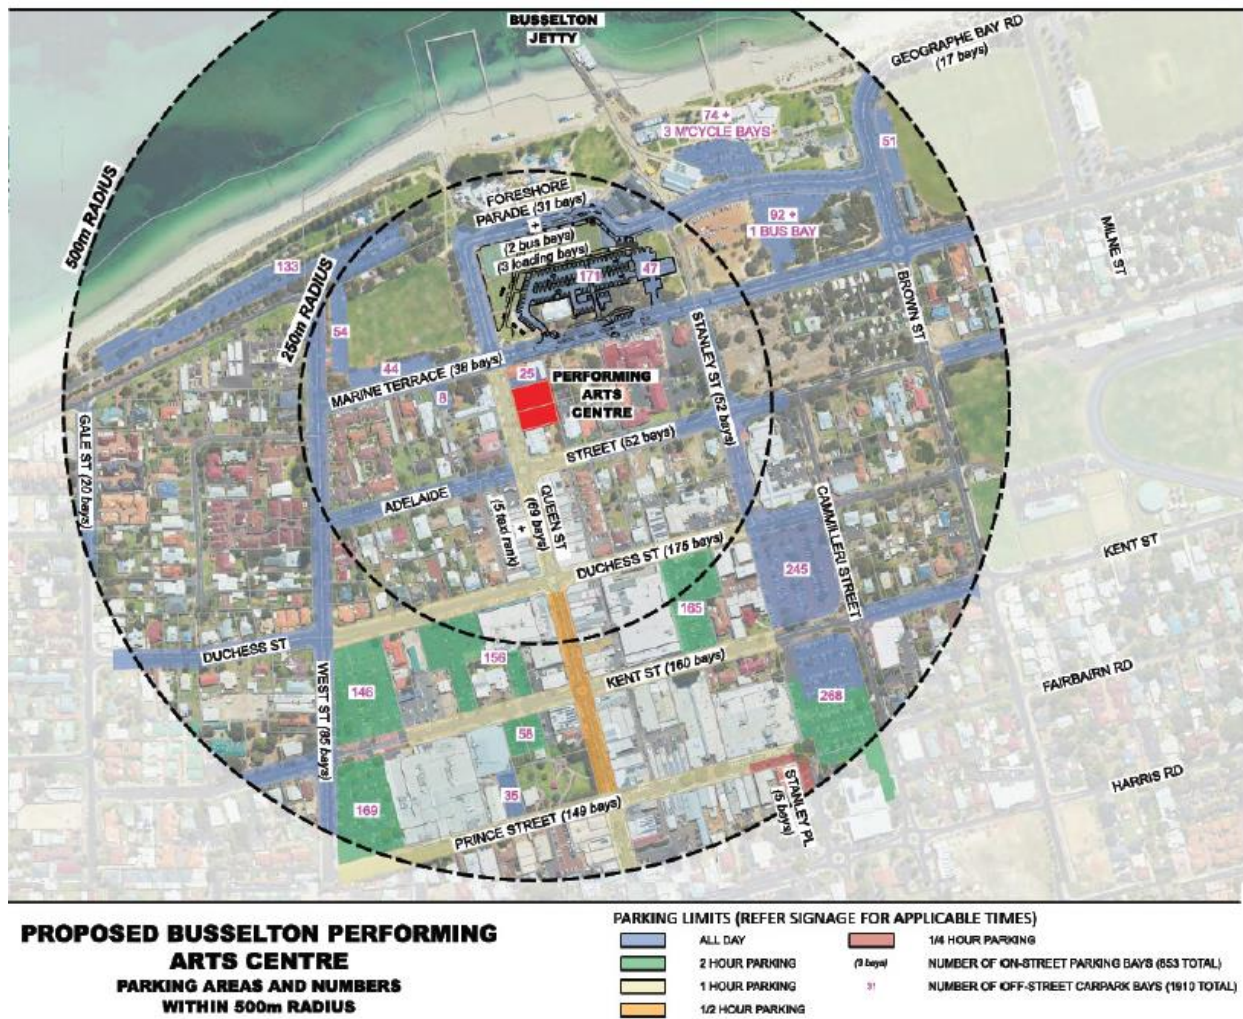 BUSSELTON
JETTY
GEOGRAPHE BAY RD
(17 bays)
74 +
3 M'CYCLE BAYS
51
500m RADIUS
FORESHORE
PARADE (31 bays)
+
(2 bus bays)
(3 loading bays)
92 +
1 BUS BAY
MILNE ST
133
250m RADIUS
171
47
BROWN ST
54
STANLEY ST (52 bays)
MARINE TERRACE (38 bays)
44
8
25
PERFORMING
ARTS
CENTRE
GALE ST (20 bays)
STREET (52 bays)
ADELAIDE
(5 taxi rank)
+
(69 bays)
QUEEN ST
CAMMILLERI STREET
DUCHESS ST (175 bays)
KENT ST
245
165
DUCHESS ST
156
WEST ST (85 bays)
146
KENT ST (160 bays)
268
FAIRBAIRN RD
58
HARRIS RD
35
169
PRINCE STREET (149 bays)
STANLEY PL
(5 bays)
PROPOSED BUSSELTON PERFORMING
ARTS CENTRE
PARKING AREAS AND NUMBERS
WITHIN 500m RADIUS
PARKING LIMITS (REFER SIGNAGE FOR APPLICABLE TIMES)
ALL DAY
2 HOUR PARKING
1 HOUR PARKING
1/2 HOUR PARKING
1/4 HOUR PARKING
NUMBER OF ON-STREET PARKING BAYS (853 TOTAL)
31 NUMBER OF OFF-STREET CARPARK BAYS (1910 TOTAL)